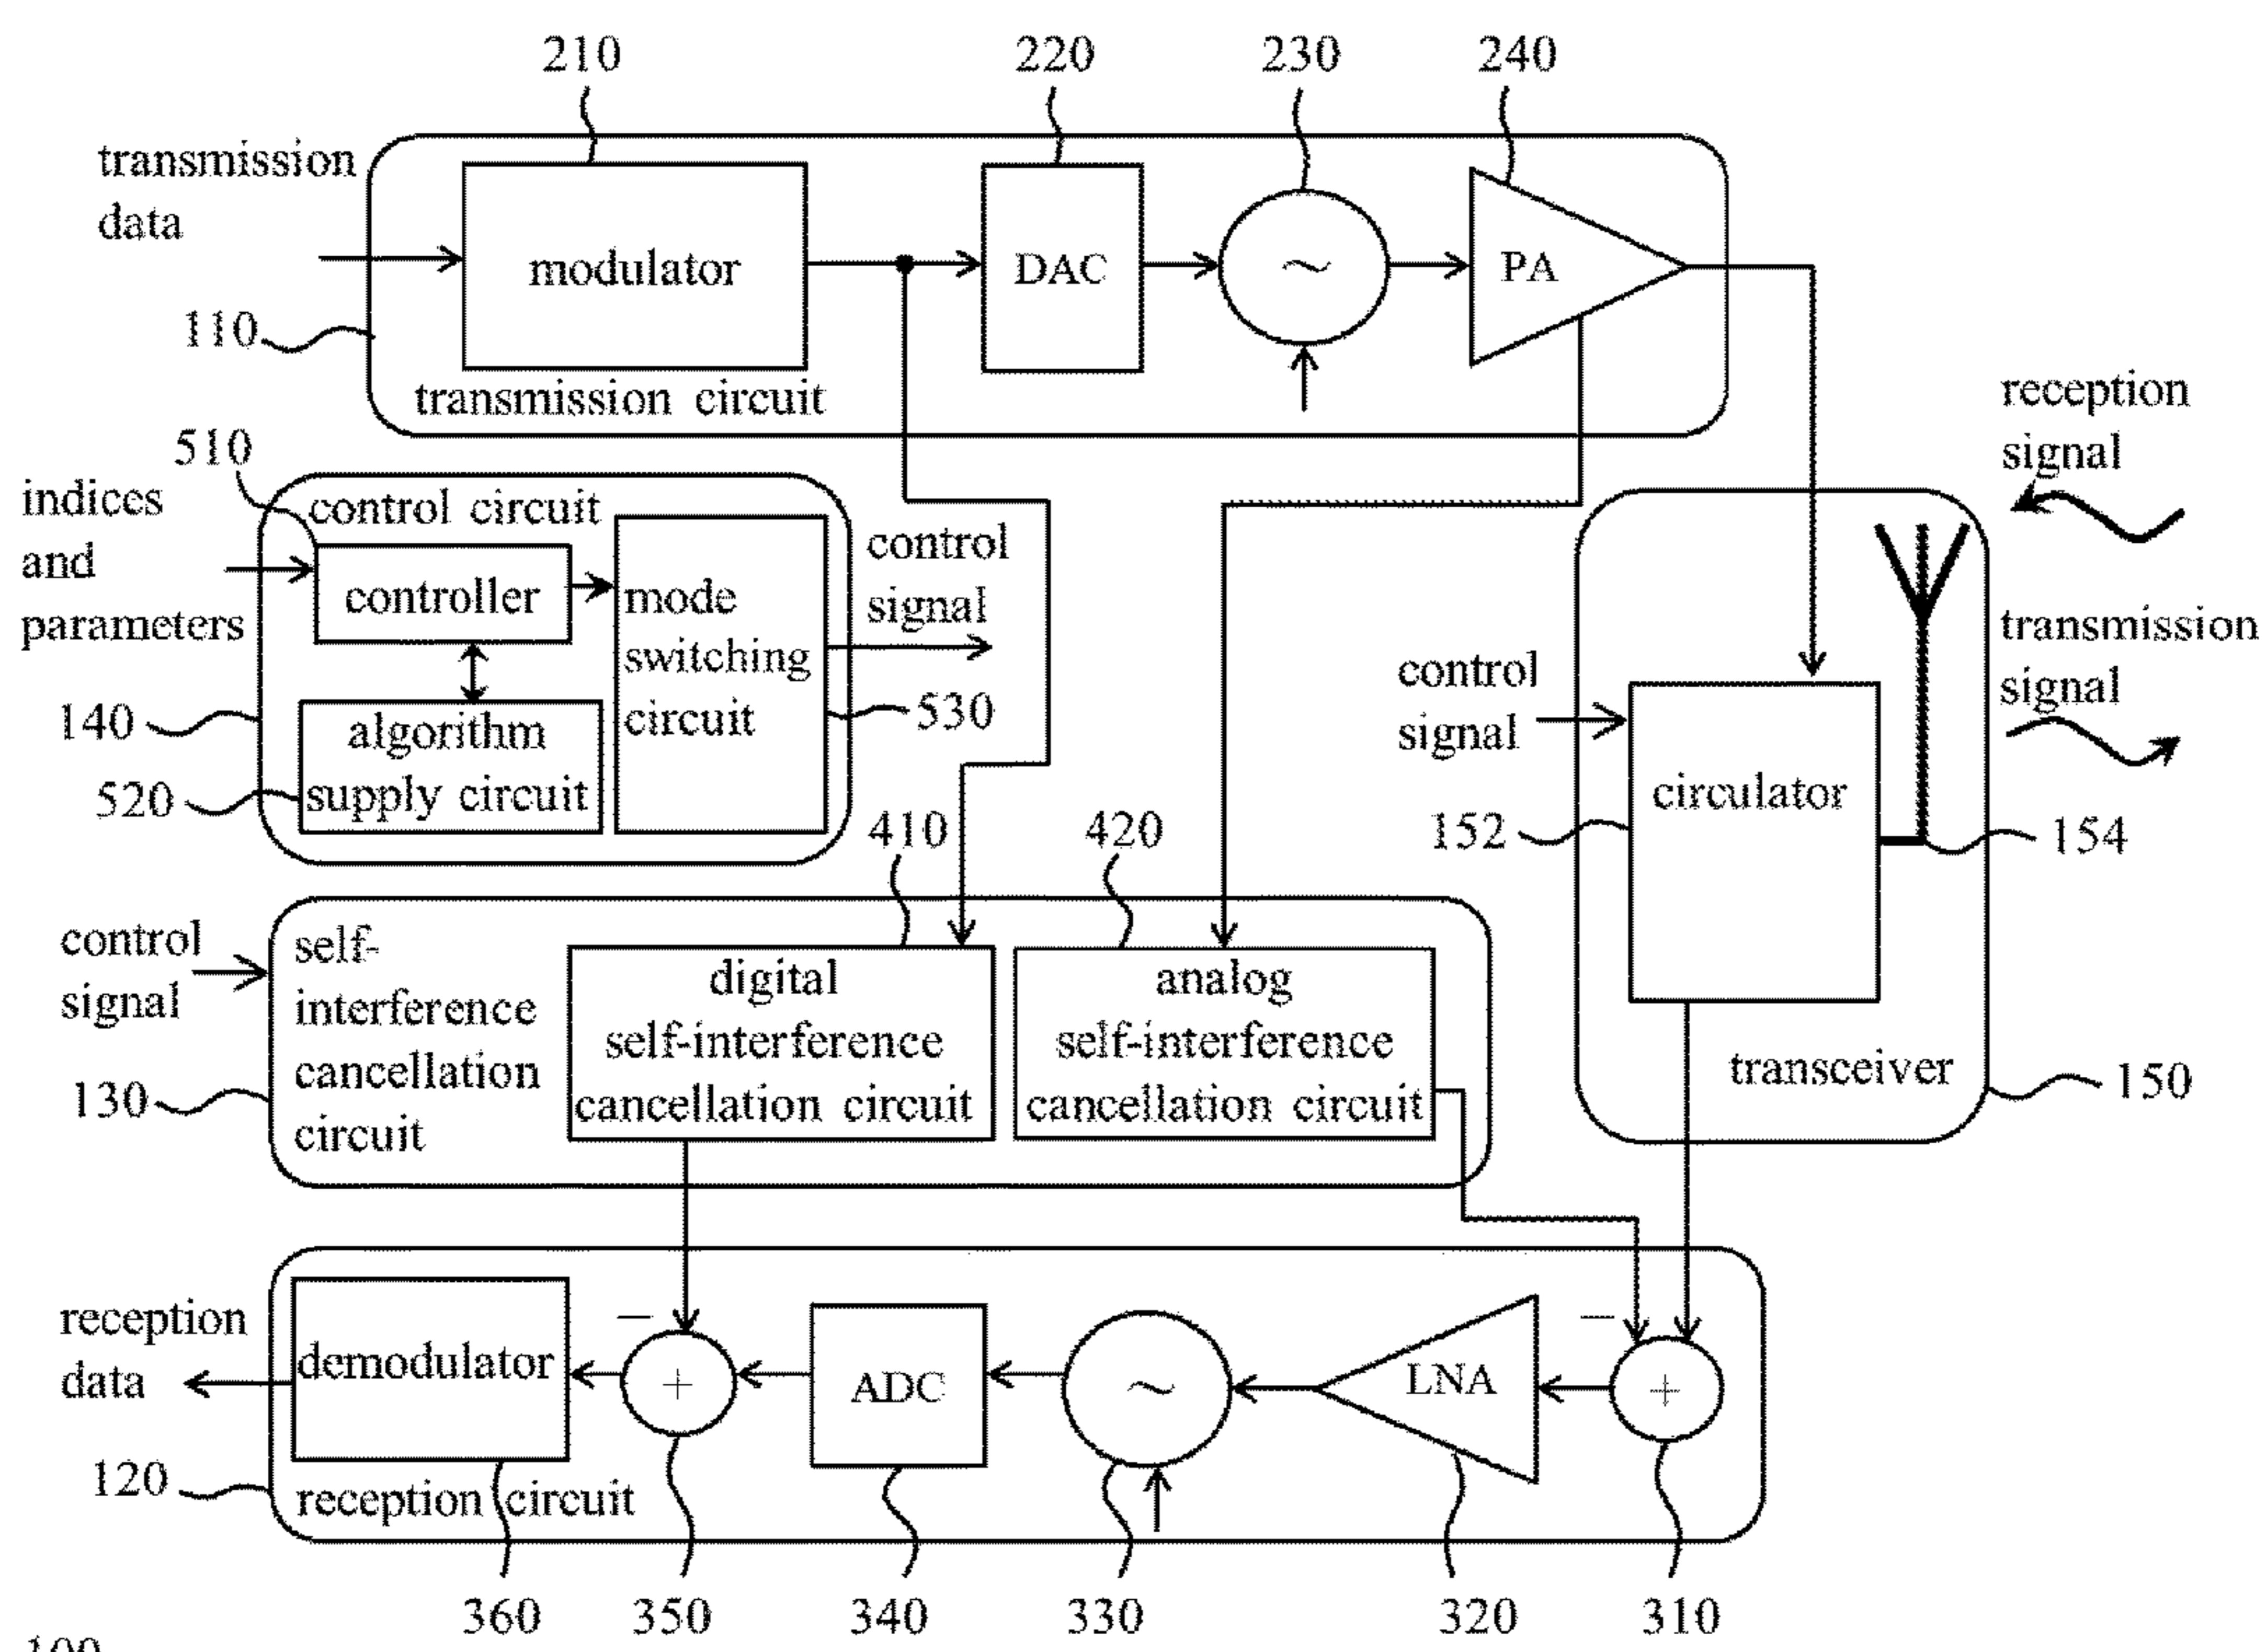 210
220
230
240
transmission
data
modulator
DAC
~
PA
110
transmission circuit
reception
signal
510
indices
and
parameters
control circuit
controller
mode
switching
circuit
control
signal
algorithm
supply circuit
140
520
530
transmission
signal
control
signal
circulator
152
154
transceiver
150
410
420
control
signal
self-
interference
cancellation
circuit
130
digital
self-interference
cancellation circuit
analog
self-interference
cancellation circuit
reception
data
demodulator
−
+
ADC
~
LNA
−
+
120
reception circuit
360
350
340
330
320
310